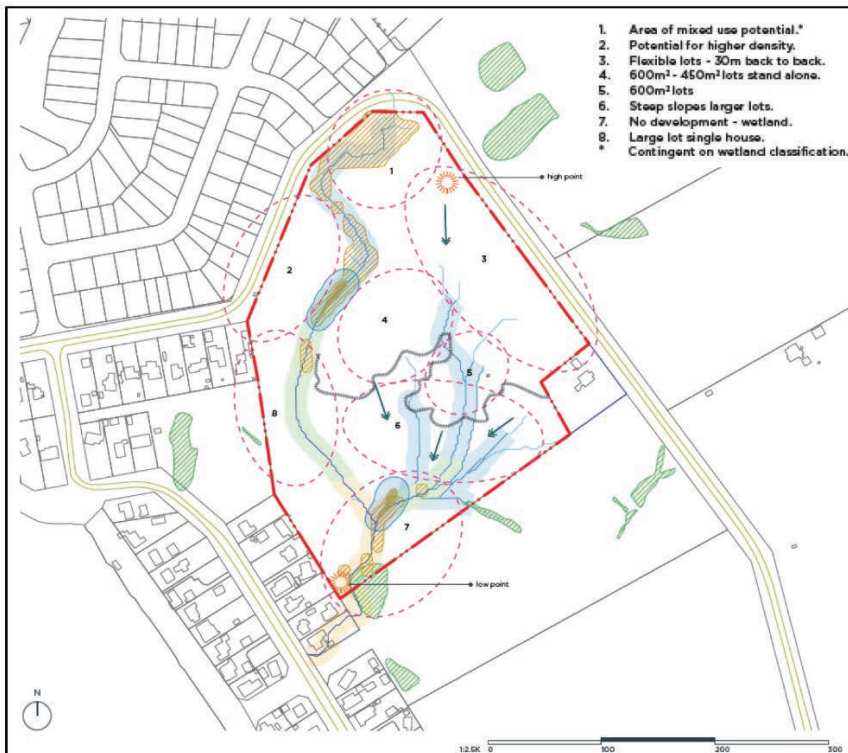 1. Area of mixed use potential.*
2. Potential for higher density.
3. Flexible lots - 30m back to back.
4. 600m² - 450m² lots stand alone.
5. 600m² lots
6. Steep slopes larger lots.
7. No development - wetland.
8. Large lot single house.
* Contingent on wetland classification.
1
high point
2
3
4
5
6
8
7
low point
N
1:2.5K 0 100 200 300